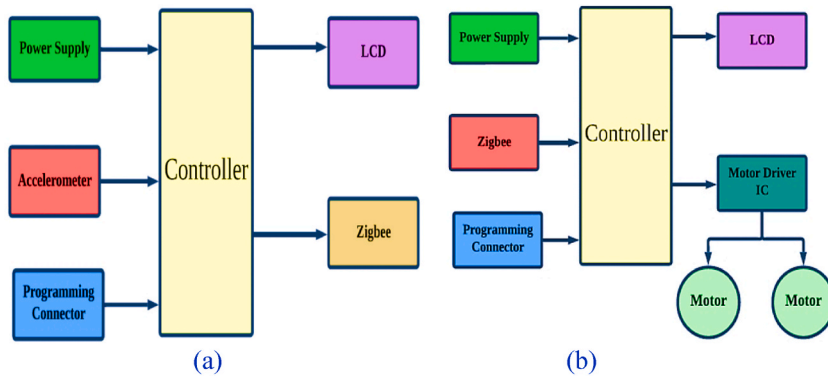 Power Supply
LCD
Accelerometer
Controller
Zigbee
Programming
Connector
(a)
Power Supply
LCD
Zigbee
Controller
Motor Driver
IC
Programming
Connector
Motor
Motor
(b)